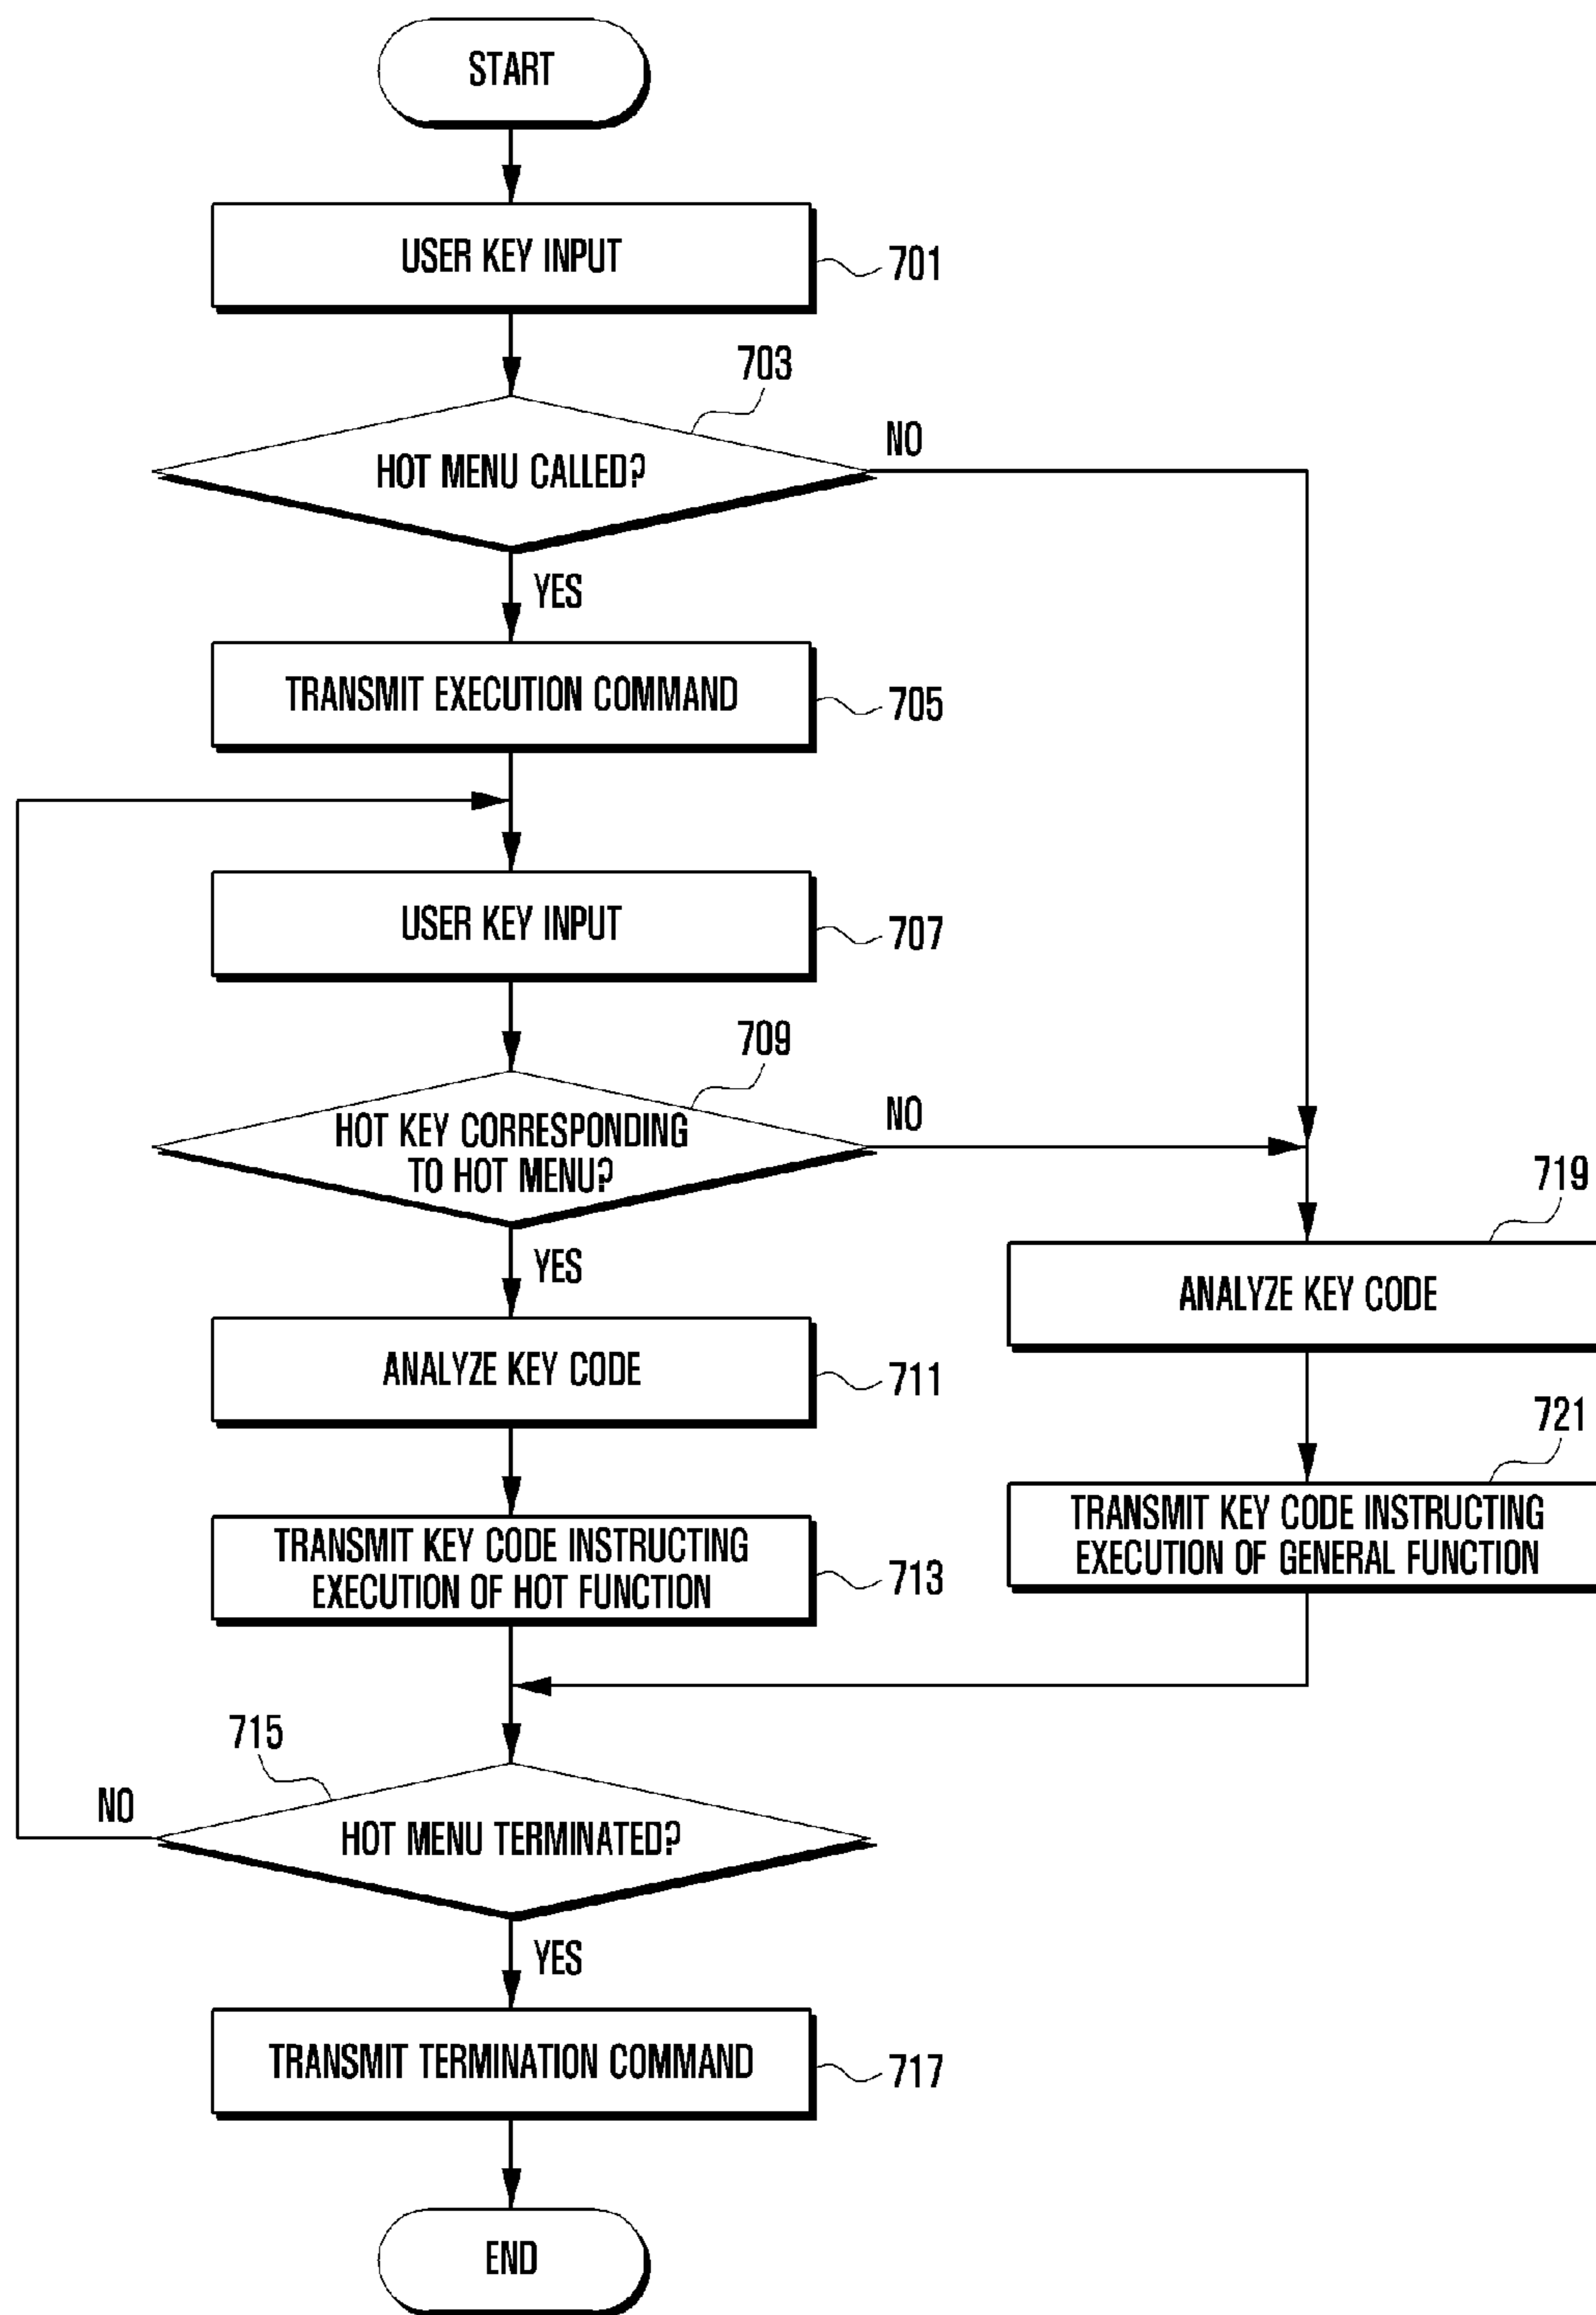 START
USER KEY INPUT
701
703
HOT MENU CALLED?
NO
YES
TRANSMIT EXECUTION COMMAND
705
USER KEY INPUT
707
709
HOT KEY CORRESPONDING
TO HOT MENU?
NO
YES
719
ANALYZE KEY CODE
ANALYZE KEY CODE
711
721
TRANSMIT KEY CODE INSTRUCTING
EXECUTION OF GENERAL FUNCTION
TRANSMIT KEY CODE INSTRUCTING
EXECUTION OF HOT FUNCTION
713
715
NO
HOT MENU TERMINATED?
YES
TRANSMIT TERMINATION COMMAND
717
END